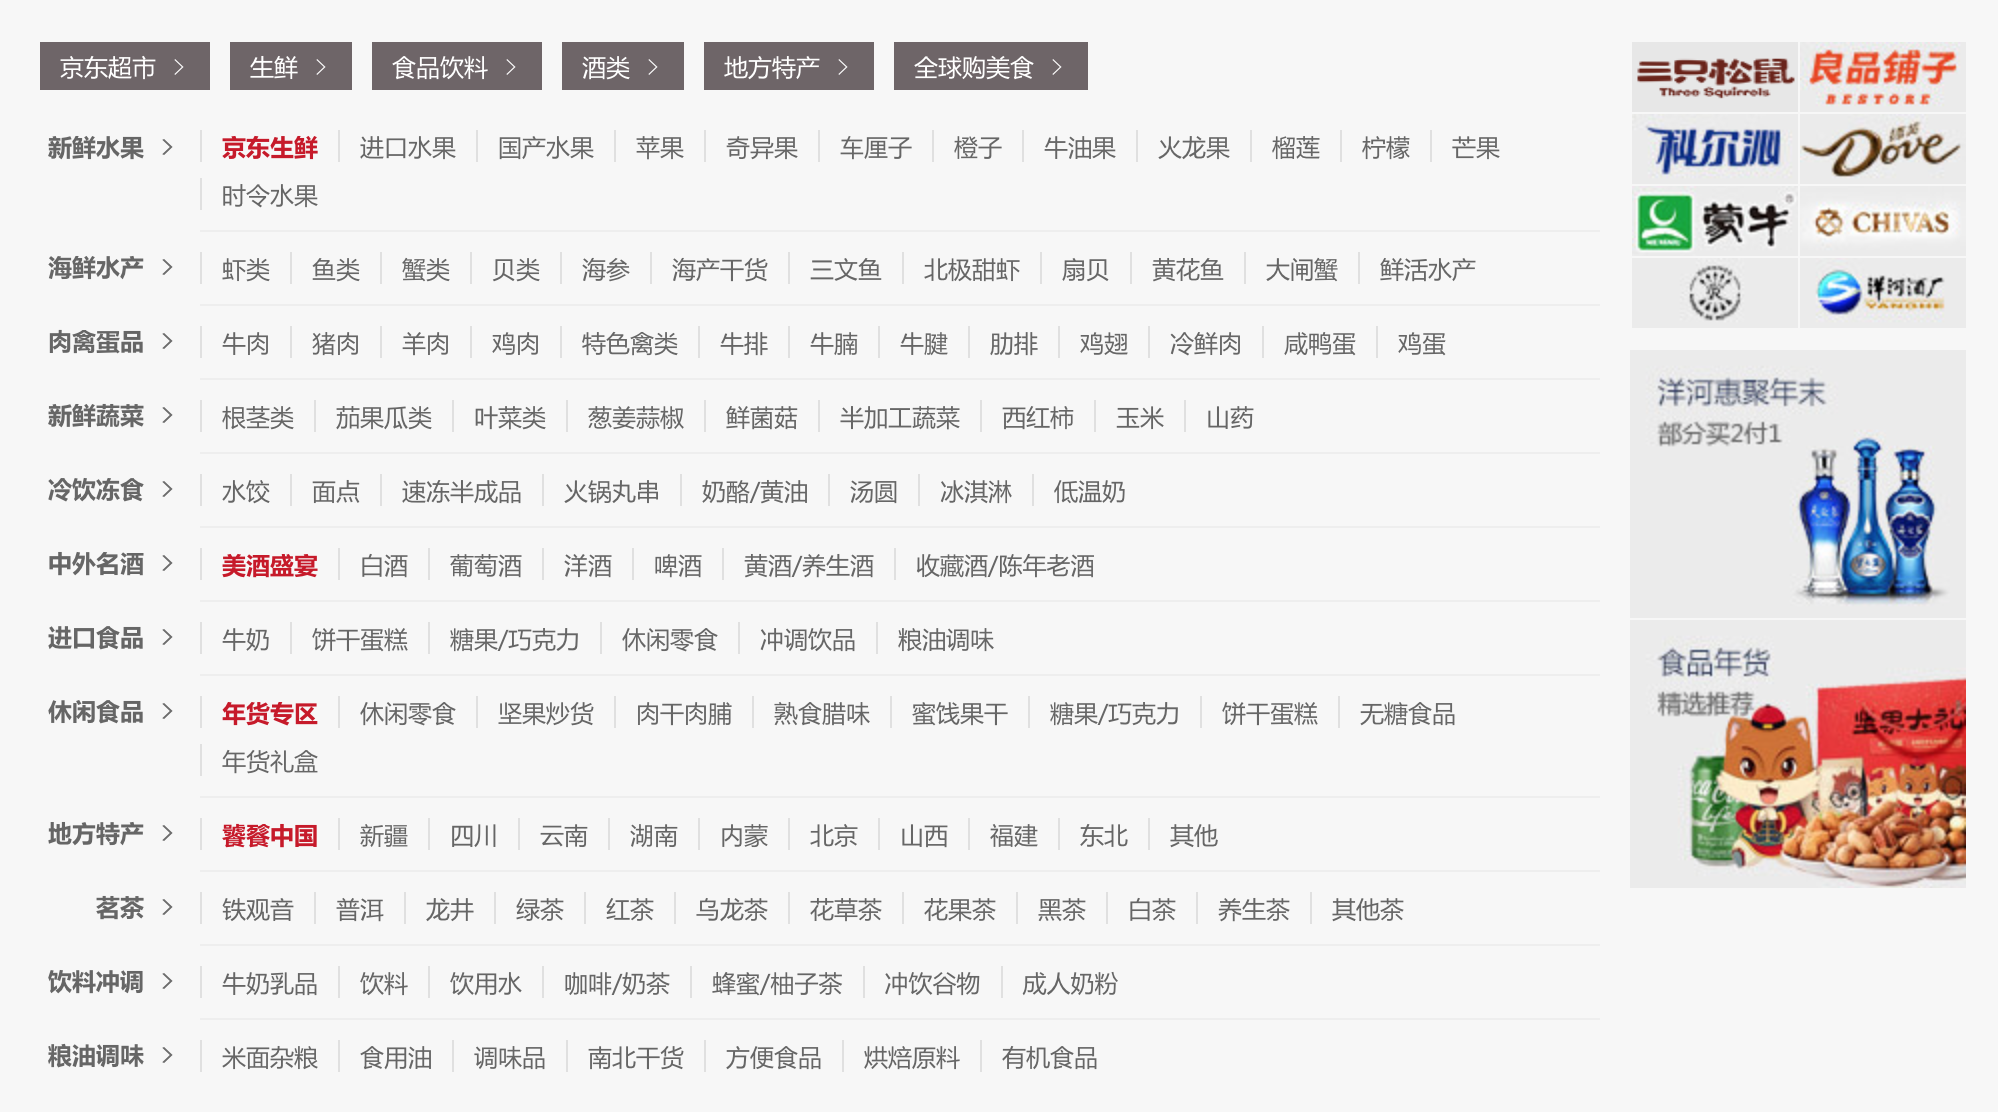 京东超市 生鲜 食品饮料 酒类 地方特产 全球购美食
新鲜水果 京东生鲜 进口水果 国产水果 苹果 奇异果 车厘子 橙子 牛油果 火龙果 榴莲 柠檬 芒果
时令水果
海鲜水产 虾类 鱼类 蟹类 贝类 海参 海产干货 三文鱼 北极甜虾 扇贝 黄花鱼 大闸蟹 鲜活水产
肉禽蛋品 牛肉 猪肉 羊肉 鸡肉 特色禽类 牛排 牛腩 牛腱 肋排 鸡翅 冷鲜肉 咸鸭蛋 鸡蛋
新鲜蔬菜 根茎类 茄果瓜类 叶菜类 葱姜蒜椒 鲜菌菇 半加工蔬菜 西红柿 玉米 山药
冷饮冻食 水饺 面点 速冻半成品 火锅丸串 奶酪/黄油 汤圆 冰淇淋 低温奶
中外名酒 美酒盛宴 白酒 葡萄酒 洋酒 啤酒 黄酒/养生酒 收藏酒/陈年老酒
进口食品 牛奶 饼干蛋糕 糖果/巧克力 休闲零食 冲调饮品 粮油调味
休闲食品 年货专区 休闲零食 坚果炒货 肉干肉脯 熟食腊味 蜜饯果干 糖果/巧克力 饼干蛋糕 无糖食品
年货礼盒
地方特产 饕餮中国 新疆 四川 云南 湖南 内蒙 北京 山西 福建 东北 其他
茗茶 铁观音 普洱 龙井 绿茶 红茶 乌龙茶 花草茶 花果茶 黑茶 白茶 养生茶 其他茶
饮料冲调 牛奶乳品 饮料 饮用水 咖啡/奶茶 蜂蜜/柚子茶 冲饮谷物 成人奶粉
粮油调味 米面杂粮 食用油 调味品 南北干货 方便食品 烘焙原料 有机食品
三只松鼠 良品铺子
Three Squirrels BESTORE
科尔沁 德芙 Dove
蒙牛 CHIVAS
洋河酒厂
YANGHE
洋河惠聚年末
部分买2付1
食品年货
精选推荐
坚果大礼